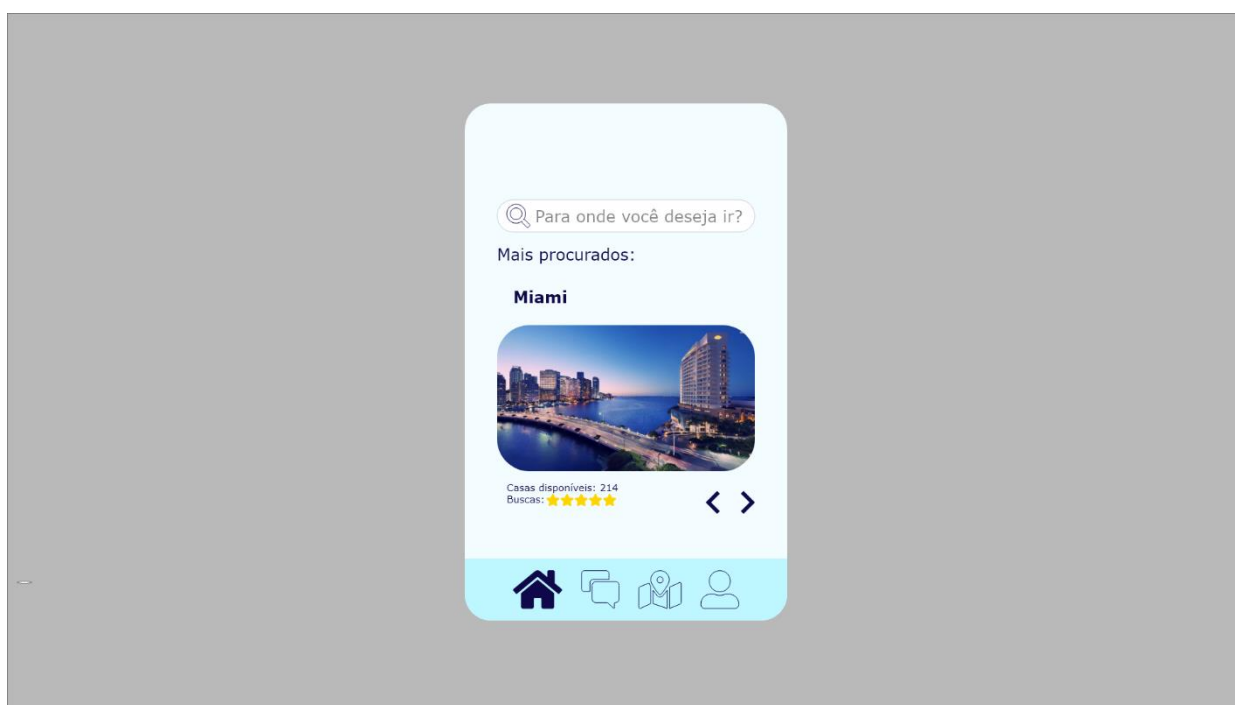 Para onde você deseja ir?
Mais procurados:
Miami
Casas disponíveis: 214
Buscas: